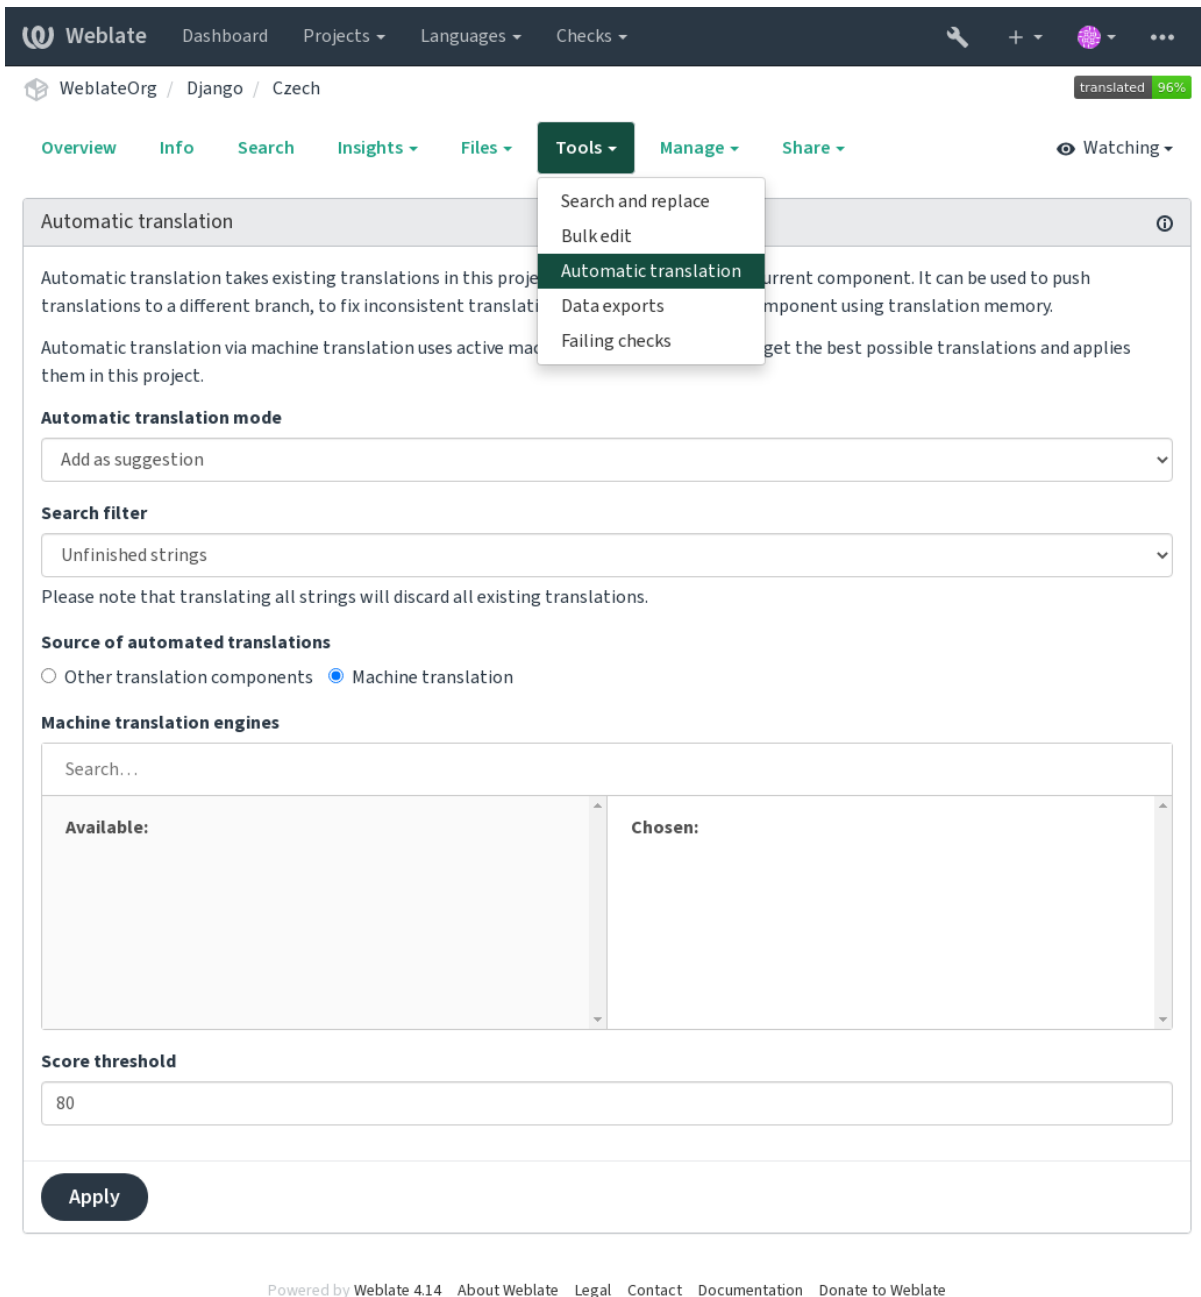 Weblate Dashboard Projects Languages Checks
WeblateOrg / Django / Czech
translated 96%
Overview Info Search Insights Files Tools Manage Share Watching
Search and replace
Bulk edit
Automatic translation
Data exports
Failing checks
Automatic translation
Automatic translation takes existing translations in this proje urrent component. It can be used to push
translations to a different branch, to fix inconsistent translati mponent using translation memory.
Automatic translation via machine translation uses active mac get the best possible translations and applies
them in this project.
Automatic translation mode
Add as suggestion
Search filter
Unfinished strings
Please note that translating all strings will discard all existing translations.
Source of automated translations
Other translation components Machine translation
Machine translation engines
Search...
Available: Chosen:
Score threshold
80
Apply
Powered by Weblate 4.14 About Weblate Legal Contact Documentation Donate to Weblate